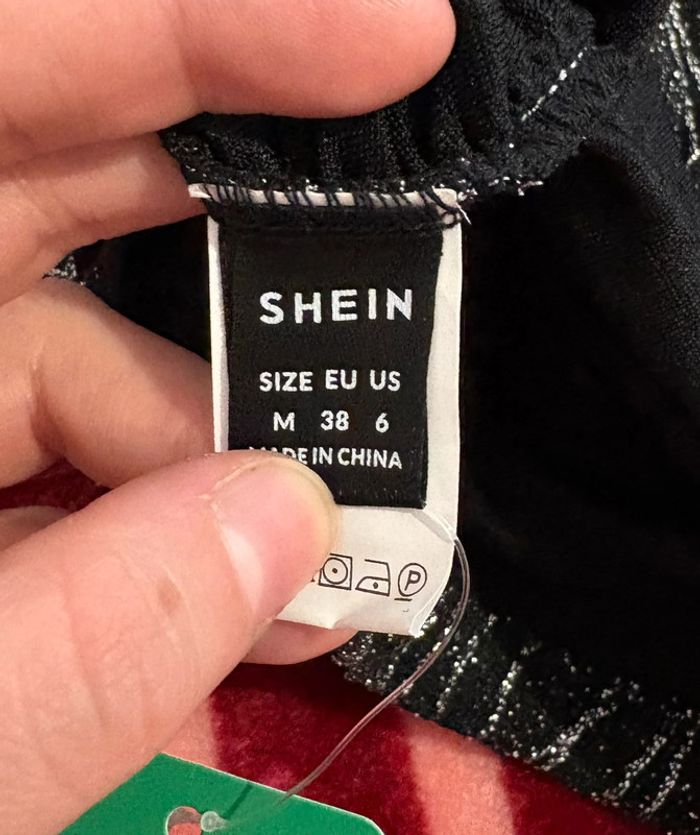 SHEIN
SIZE EU US
M 38 6
MADE IN CHINA
P